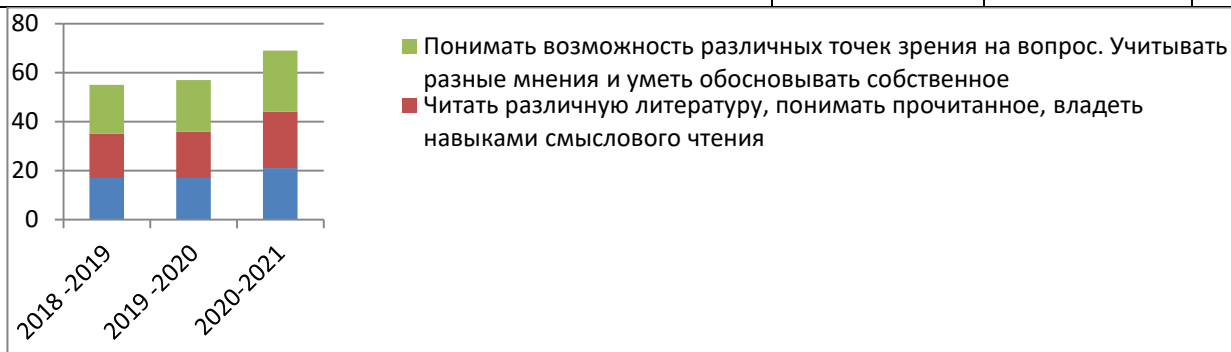 80
60
40
20
0
2018 -2019
2019 -2020
2020-2021
Понимать возможность различных точек зрения на вопрос. Учитывать
разные мнения и уметь обосновывать собственное
Читать различную литературу, понимать прочитанное, владеть
навыками смыслового чтения